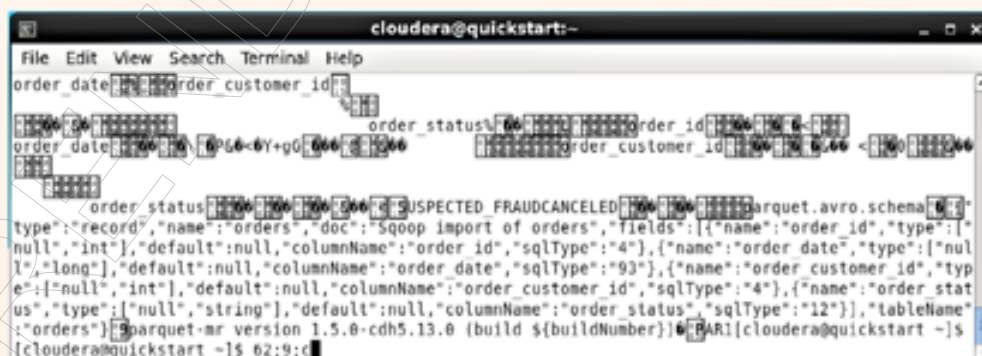 cloudera@quickstart:~
File Edit View Search Terminal Help
order_date order_customer_id
%
order_status% order_id <
order_date \ P&�<�Y+gG order_customer_id <
order_status SUSPECTED_FRAUDCANCELED parquet.avro.schema {"
type":"record","name":"orders","doc":"Sqoop import of orders","fields":[{"name":"order_id","type":["
null","int"],"default":null,"columnName":"order_id","sqlType":"4"},{"name":"order_date","type":["nul
l","long"],"default":null,"columnName":"order_date","sqlType":"93"},{"name":"order_customer_id","typ
e":["null","int"],"default":null,"columnName":"order_customer_id","sqlType":"4"},{"name":"order_stat
us","type":["null","string"],"default":null,"columnName":"order_status","sqlType":"12"}],"tableName"
:"orders"} parquet-mr version 1.5.0-cdh5.13.0 (build ${buildNumber}) PAR1[cloudera@quickstart ~]$
[cloudera@quickstart ~]$ 62;9;c